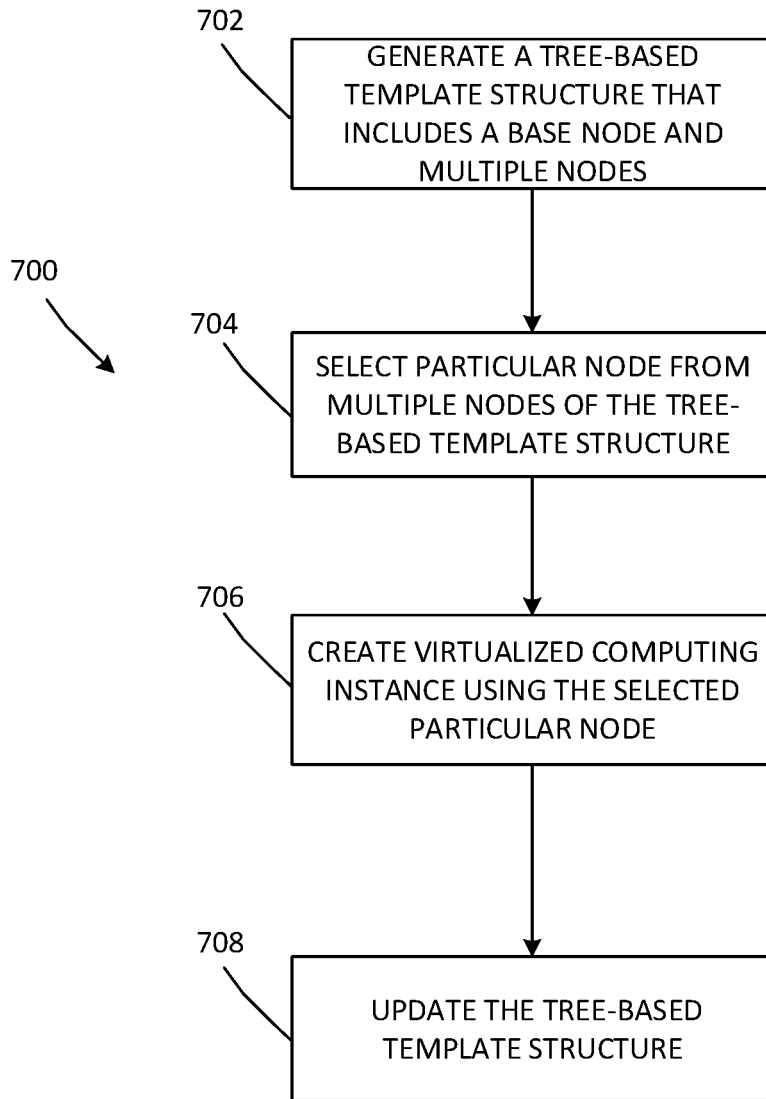 702
GENERATE A TREE-BASED
TEMPLATE STRUCTURE THAT
INCLUDES A BASE NODE AND
MULTIPLE NODES
700
704
SELECT PARTICULAR NODE FROM
MULTIPLE NODES OF THE TREE-
BASED TEMPLATE STRUCTURE
706
CREATE VIRTUALIZED COMPUTING
INSTANCE USING THE SELECTED
PARTICULAR NODE
708
UPDATE THE TREE-BASED
TEMPLATE STRUCTURE